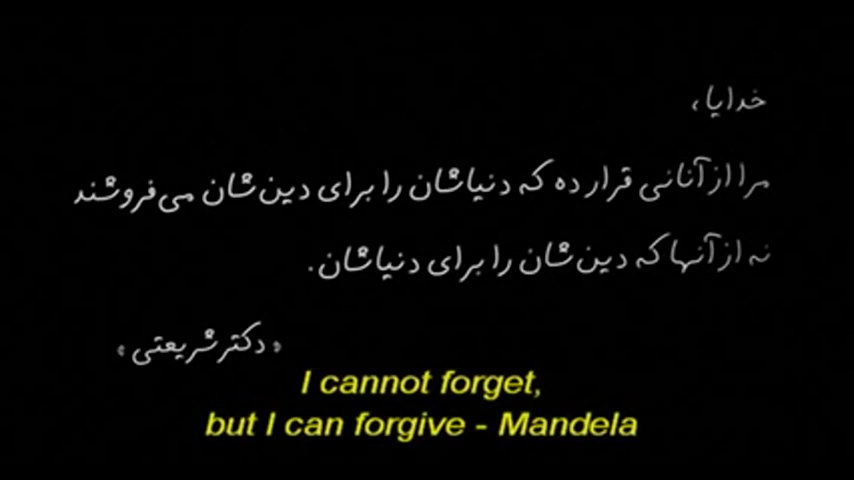 خدایا،
مرا از آنانی قرار ده که دنیاشان را برای دین‌شان می‌فروشند
نه از آنها که دین‌شان را برای دنیاشان.
«دکتر شریعتی»
I cannot forget,
but I can forgive - Mandela